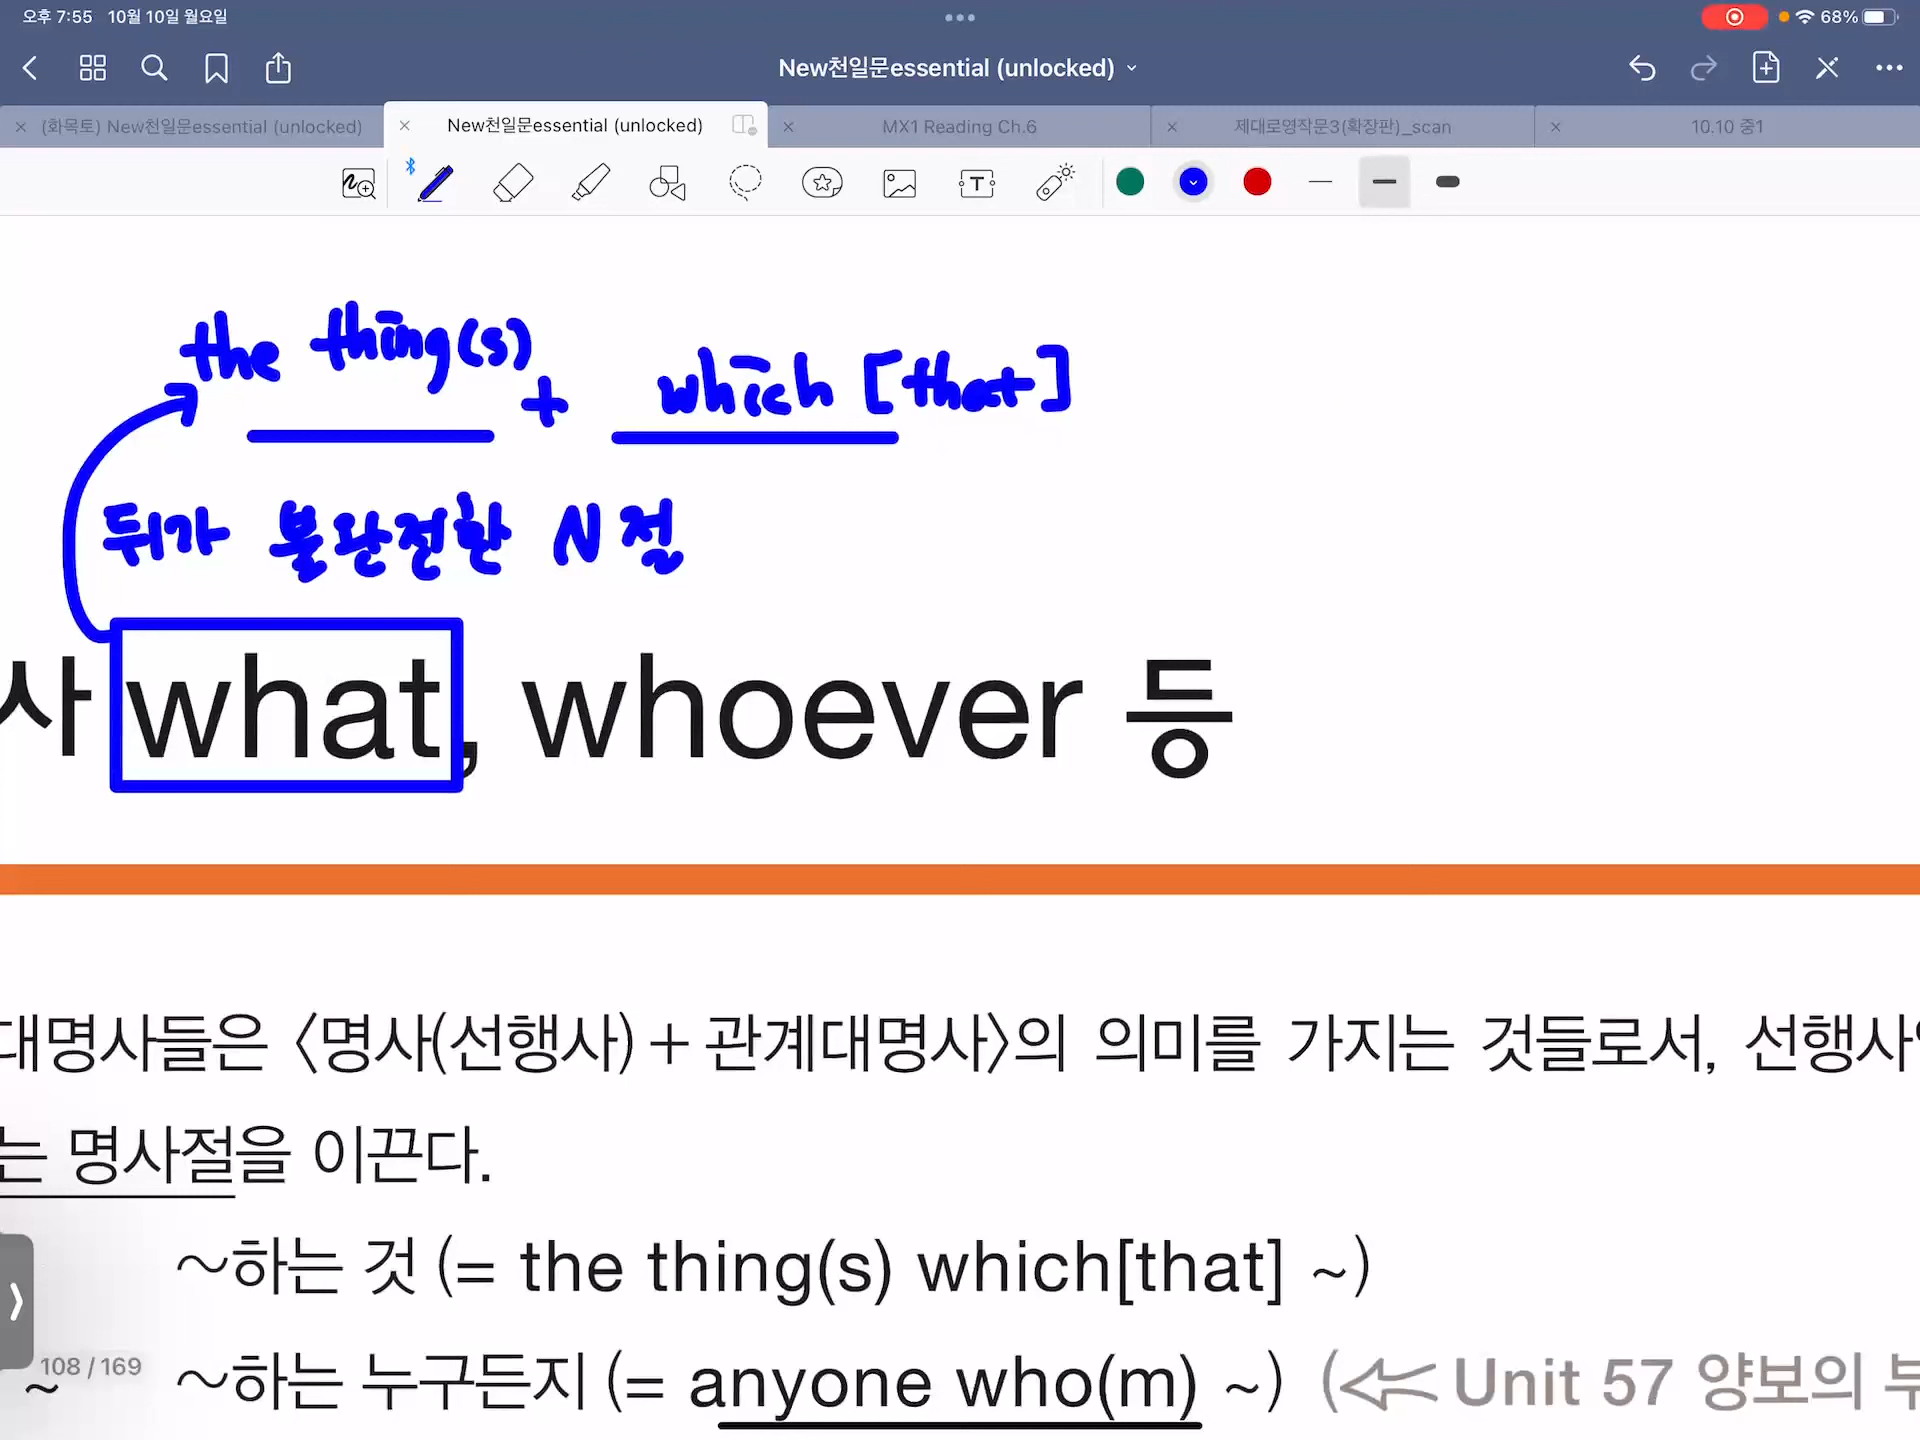 오후 7:55 10월 10일 월요일
68%
New천일문essential (unlocked)
(화목토) New천일문essential (unlocked)
New천일문essential (unlocked)
MX1 Reading Ch.6
제대로영작문3(확장판)_scan
10.10 중1
the thing(s) + which [that]
뒤가 불완전한 N절
사 what, whoever 등
대명사들은 〈명사(선행사)+관계대명사〉의 의미를 가지는 것들로서, 선행사
는 명사절을 이끈다.
~하는 것 (= the thing(s) which[that] ~)
108 / 169
~ ~하는 누구든지 (= anyone who(m) ~) (⇐ Unit 57 양보의 부